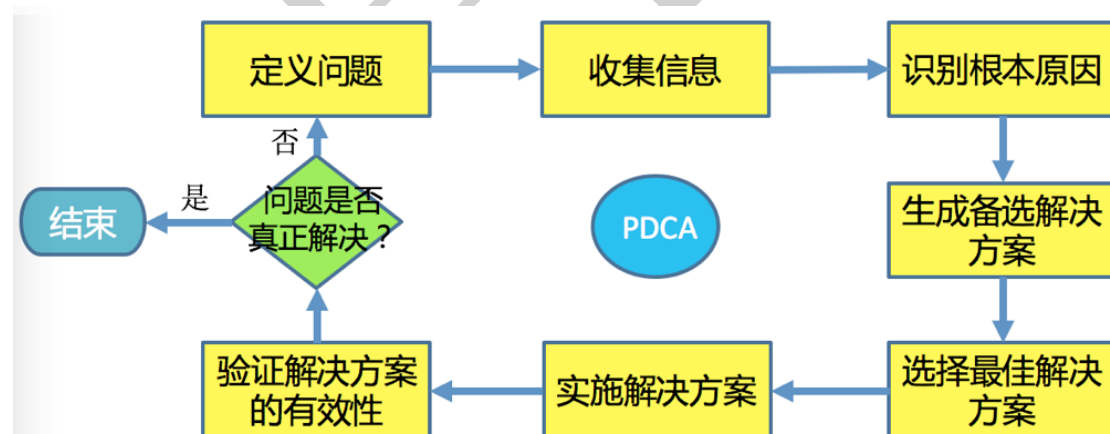 定义问题
收集信息
识别根本原因
否
是
问题是否
真正解决？
结束
PDCA
生成备选解决
方案
验证解决方案
的有效性
实施解决方案
选择最佳解决
方案